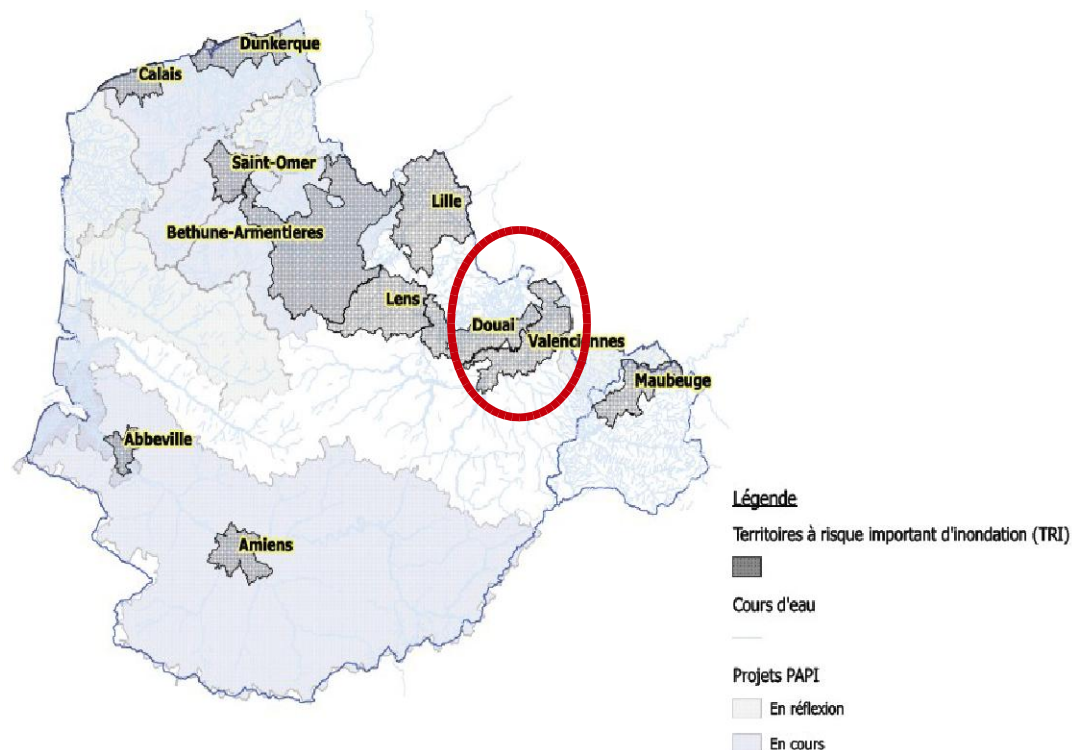 Dunkerque
Calais
Saint-Omer
Lille
Bethune-Armentieres
Lens
Douai
Valenciennes
Maubeuge
Abbeville
Amiens
Légende
Territoires à risque important d'inondation (TRI)
Cours d'eau
Projets PAPI
En réflexion
En cours